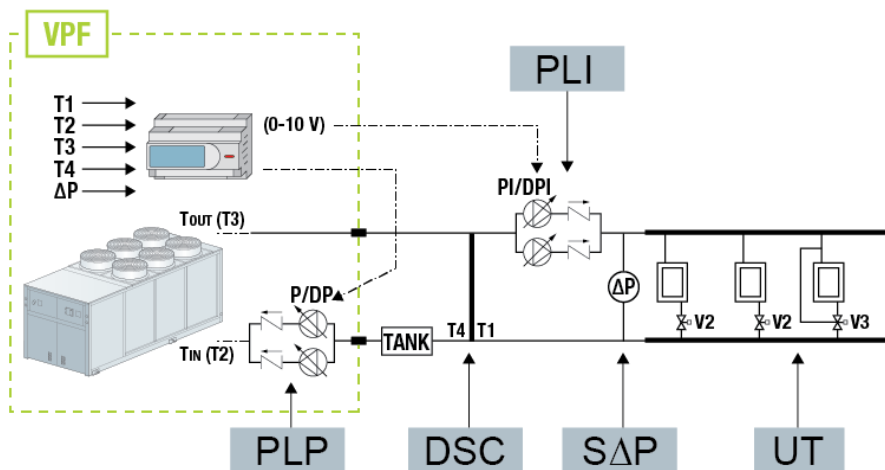 VPF
PLI
T1
T2
T3
T4
ΔP
(0-10 V)
PI/DPI
TOUT (T3)
P/DP
ΔP
V2
V2
V3
TIN (T2)
TANK
T4
T1
PLP
DSC
SΔP
UT